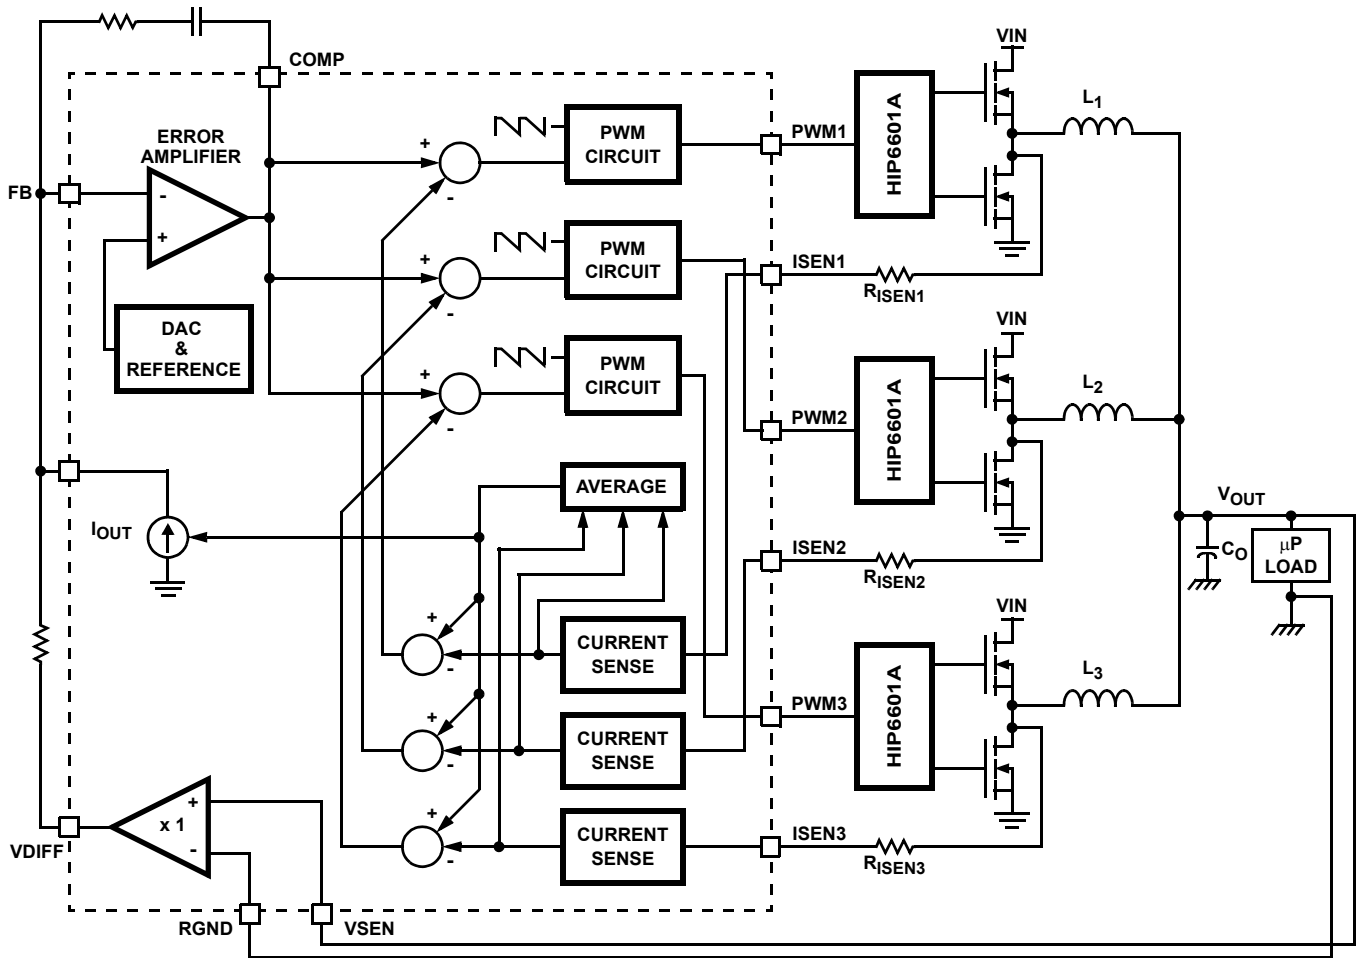 COMP
VIN
ERROR
AMPLIFIER
+
-
PWM
CIRCUIT
PWM1
HIP6601A
L1
FB
-
+
+
-
PWM
CIRCUIT
ISEN1
RISEN1
DAC
&
REFERENCE
VIN
+
-
PWM
CIRCUIT
PWM2
HIP6601A
L2
AVERAGE
IOUT
VOUT
CO
µP
LOAD
ISEN2
RISEN2
VIN
+
-
CURRENT
SENSE
PWM3
HIP6601A
L3
+
-
CURRENT
SENSE
+
x 1
-
VDIFF
+
-
CURRENT
SENSE
ISEN3
RISEN3
RGND
VSEN